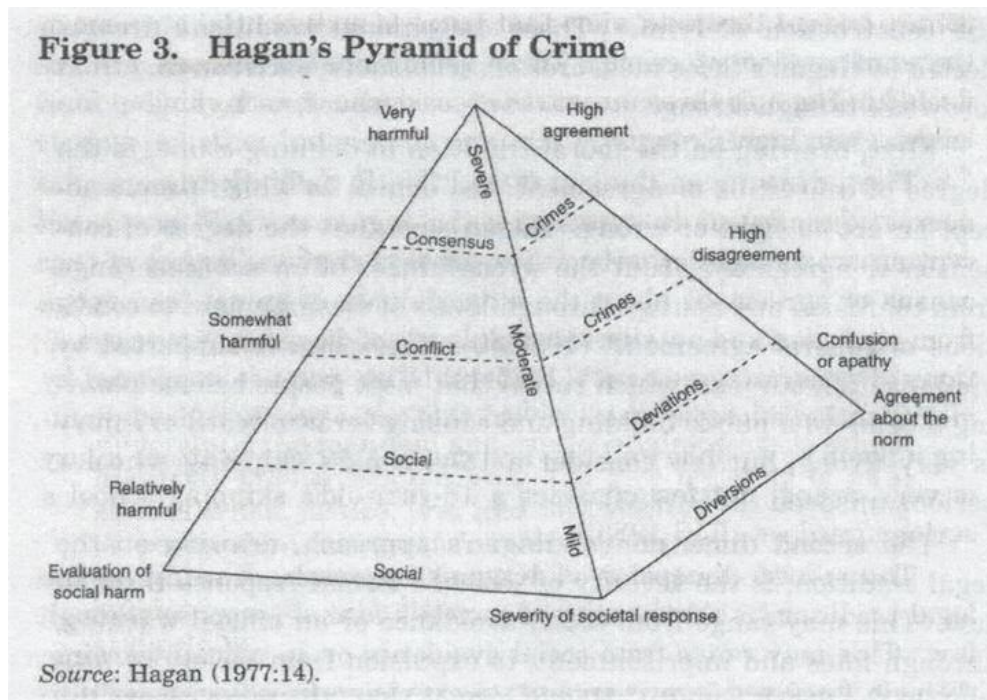 Figure 3. Hagan's Pyramid of Crime
Very
harmful
High
agreement
Severe
Crimes
Consensus
High
disagreement
Crimes
Somewhat
harmful
Conflict
Moderate
Confusion
or apathy
Deviations
Agreement
about the
norm
Social
Relatively
harmful
Diversions
Mild
Evaluation of
social harm
Social
Severity of societal response
Source: Hagan (1977:14).